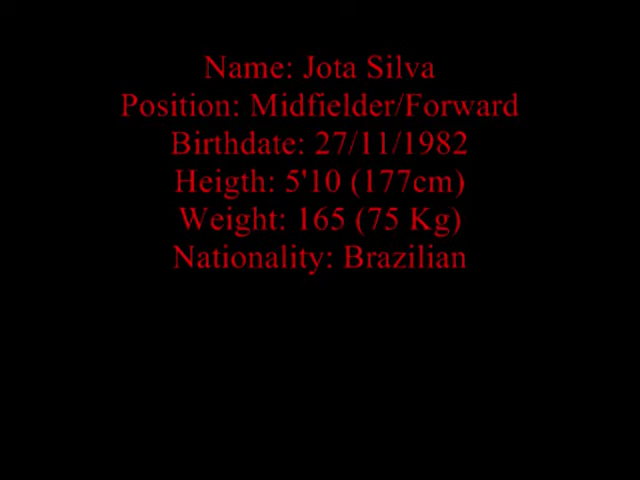 Name: Jota Silva
Position: Midfielder/Forward
Birthdate: 27/11/1982
Heigth: 5'10 (177cm)
Weight: 165 (75 Kg)
Nationality: Brazilian